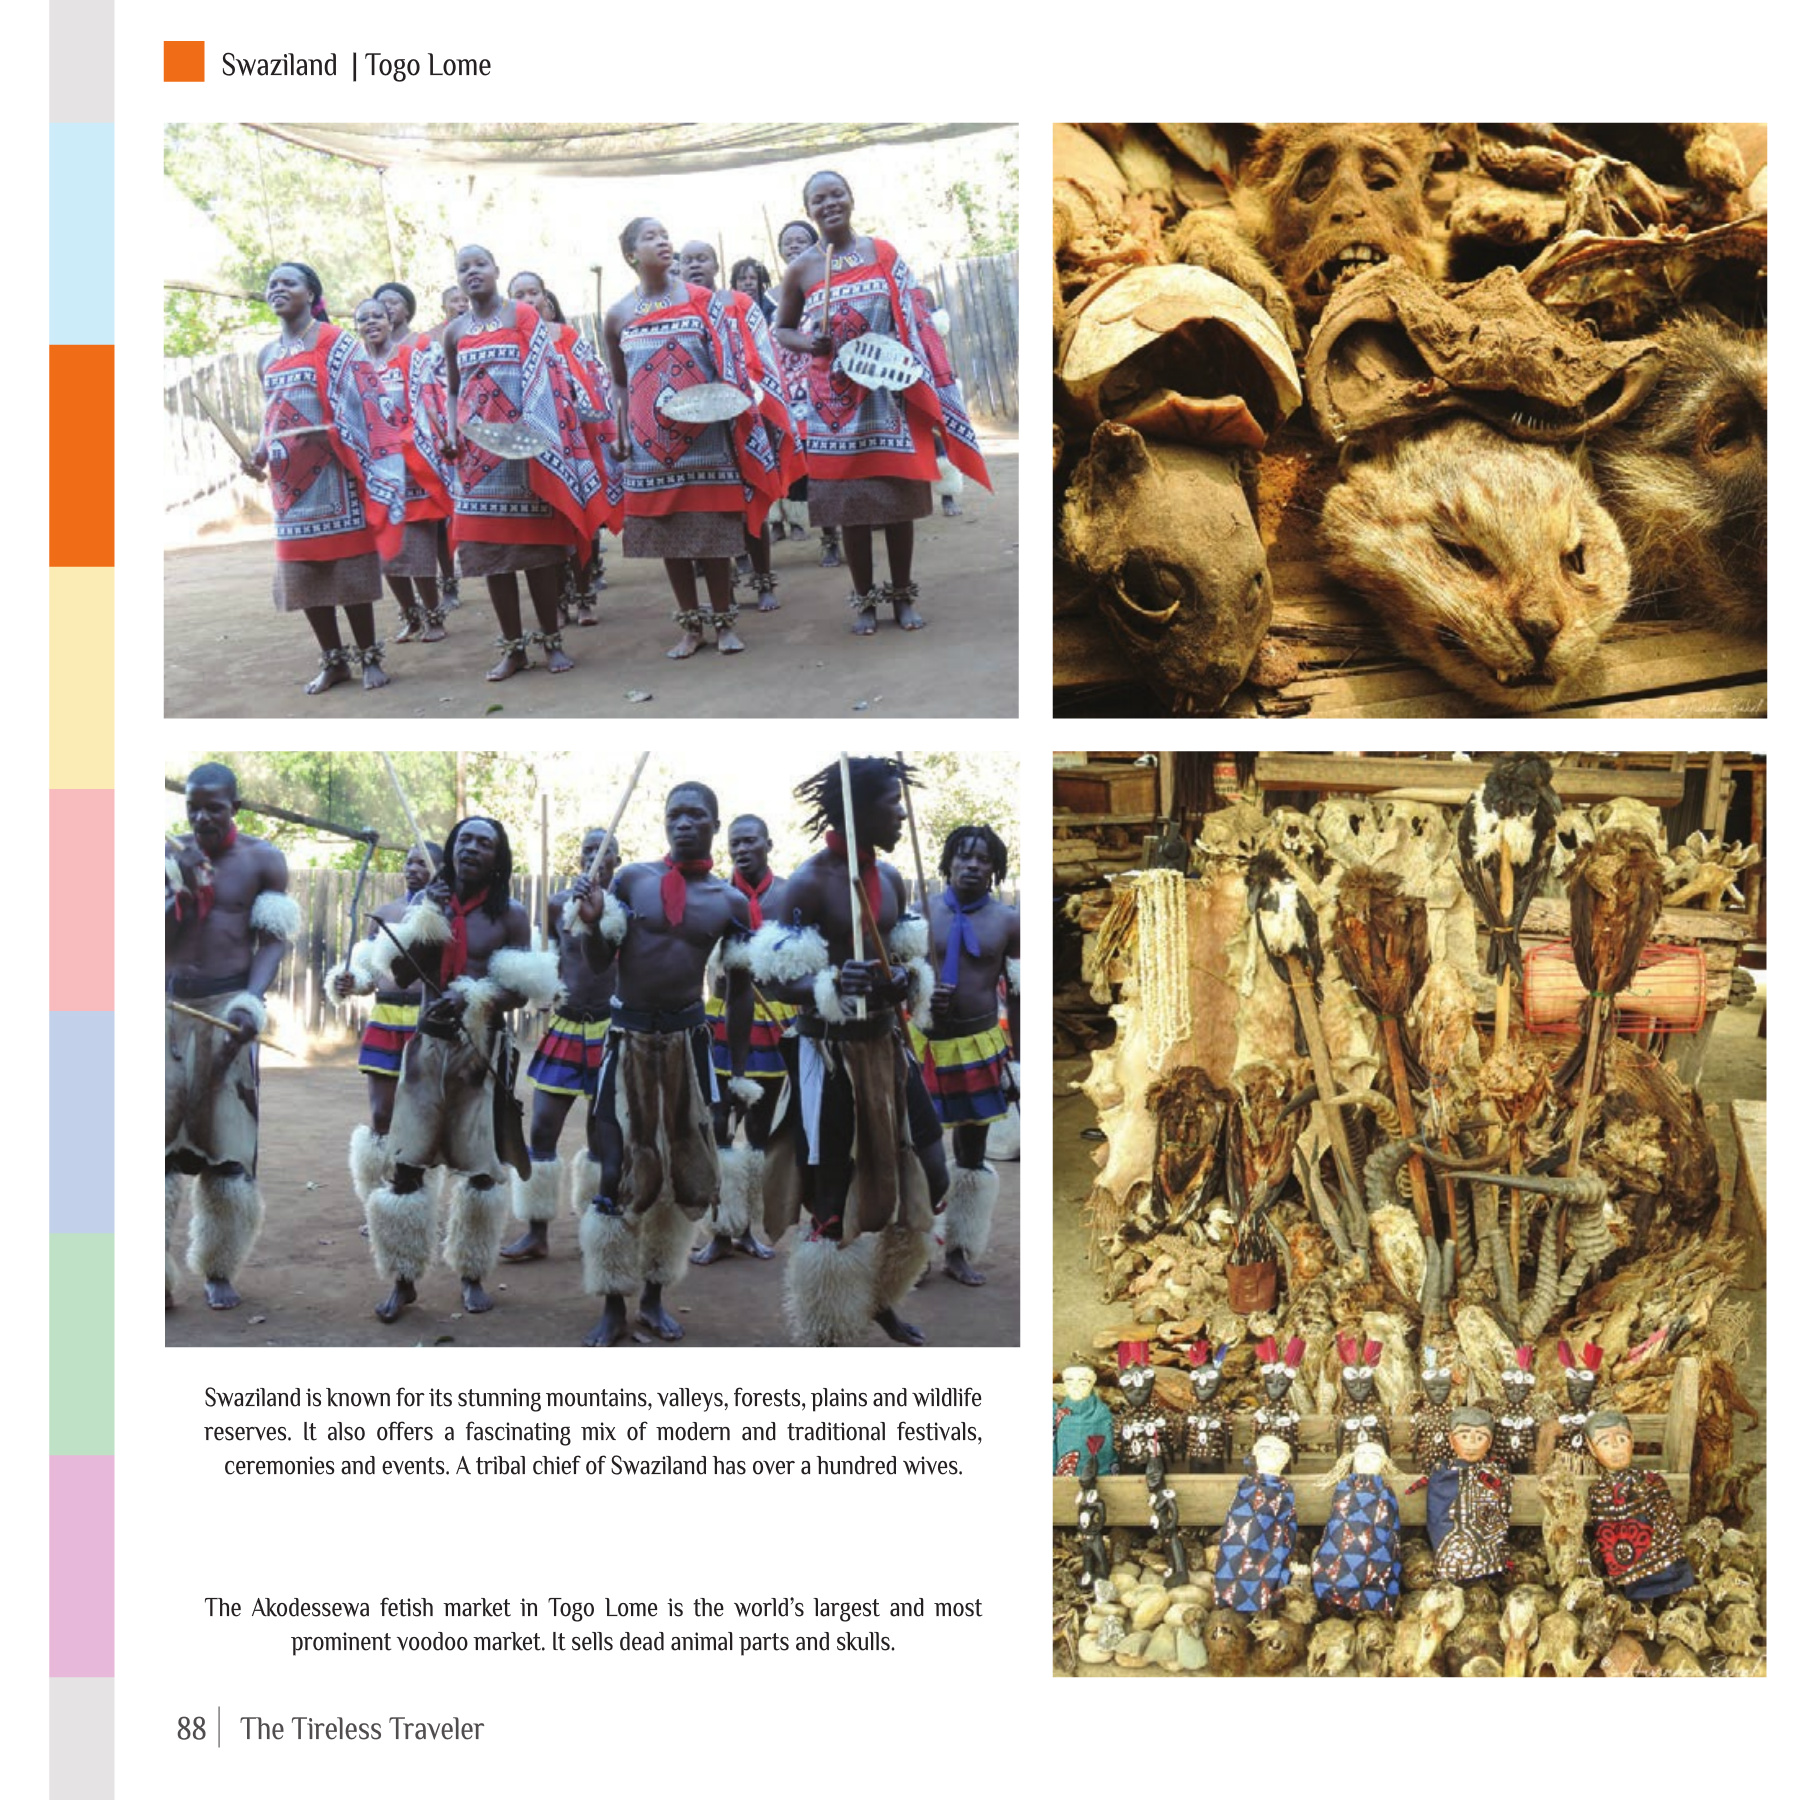 Swaziland | Togo Lome
Swaziland is known for its stunning mountains, valleys, forests, plains and wildlife
reserves. It also offers a fascinating mix of modern and traditional festivals,
ceremonies and events. A tribal chief of Swaziland has over a hundred wives.
The Akodessewa fetish market in Togo Lome is the world's largest and most
prominent voodoo market. It sells dead animal parts and skulls.
88 | The Tireless Traveler